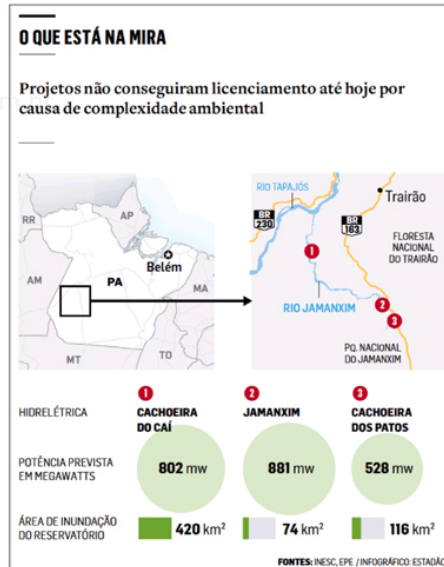 O QUE ESTÁ NA MIRA
Projetos não conseguiram licenciamento até hoje por
causa de complexidade ambiental
RR
AP
Belém
AM
PA
MA
MT
TO
RIO TAPAJÓS
BR
230
Trairão
BR
163
FLORESTA
NACIONAL
DO TRAIRÃO
1
RIO JAMANXIM
2
3
PQ. NACIONAL
DO JAMANXIM
1
2
3
HIDRELÉTRICA
CACHOEIRA
DO CAÍ
JAMANXIM
CACHOEIRA
DOS PATOS
POTÊNCIA PREVISTA
EM MEGAWATTS
802 mw
881 mw
528 mw
ÁREA DE INUNDAÇÃO
DO RESERVATÓRIO
420 km²
74 km²
116 km²
FONTES: INESC, EPE / INFOGRÁFICO: ESTADÃO